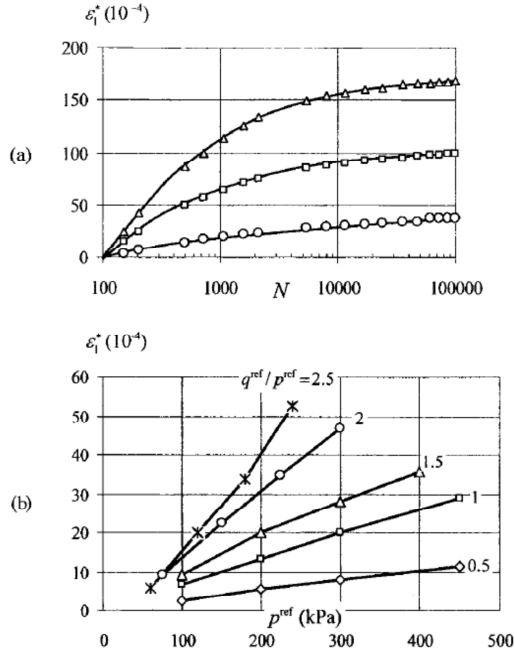 ε₁* (10⁻⁴)
200
150
(a)
100
50
0
100 1000 N 10000 100000
ε₁* (10⁻⁴)
60
q^ref / p^ref = 2.5
50
2
40
1.5
(b)
30
1
20
10
0.5
0
p^ref (kPa)
0 100 200 300 400 500